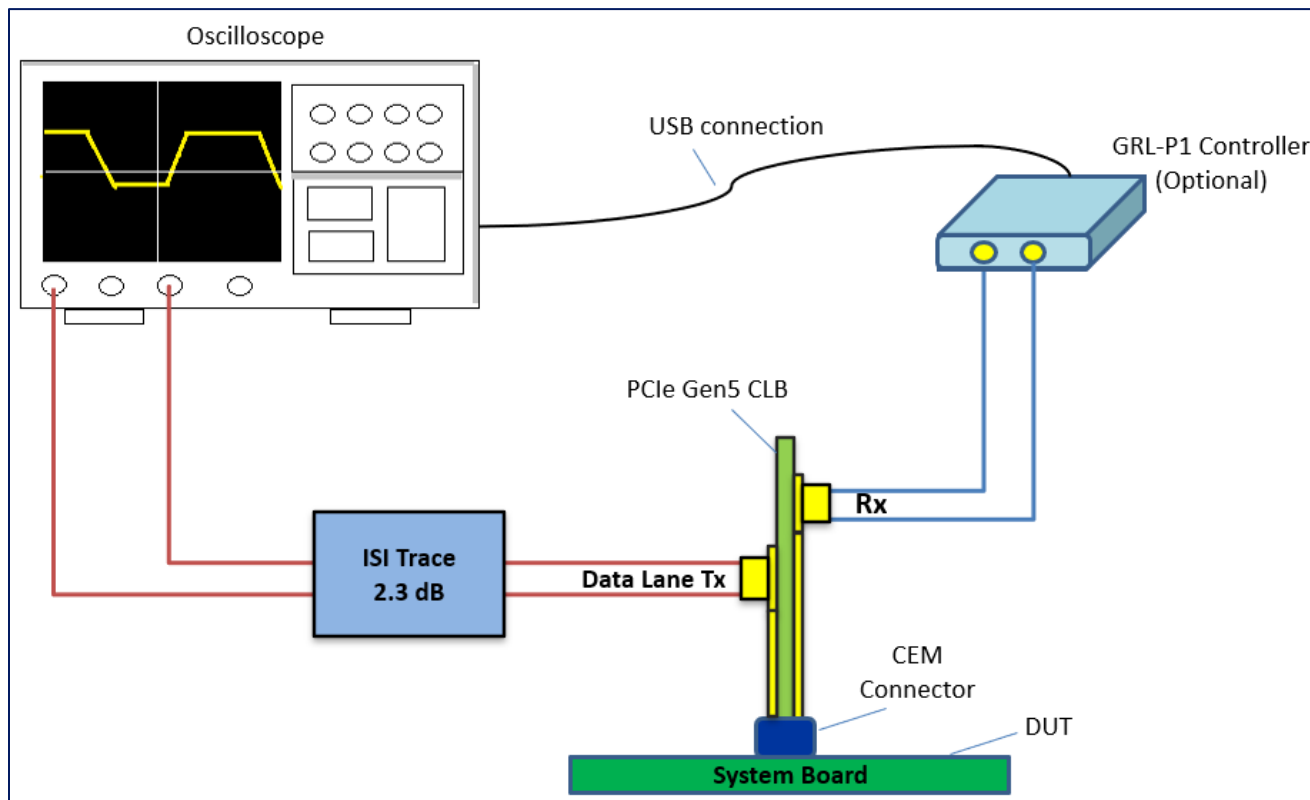 Oscilloscope
USB connection
GRL-P1 Controller
(Optional)
PCIe Gen5 CLB
Rx
ISI Trace
2.3 dB
Data Lane Tx
CEM
Connector
DUT
System Board